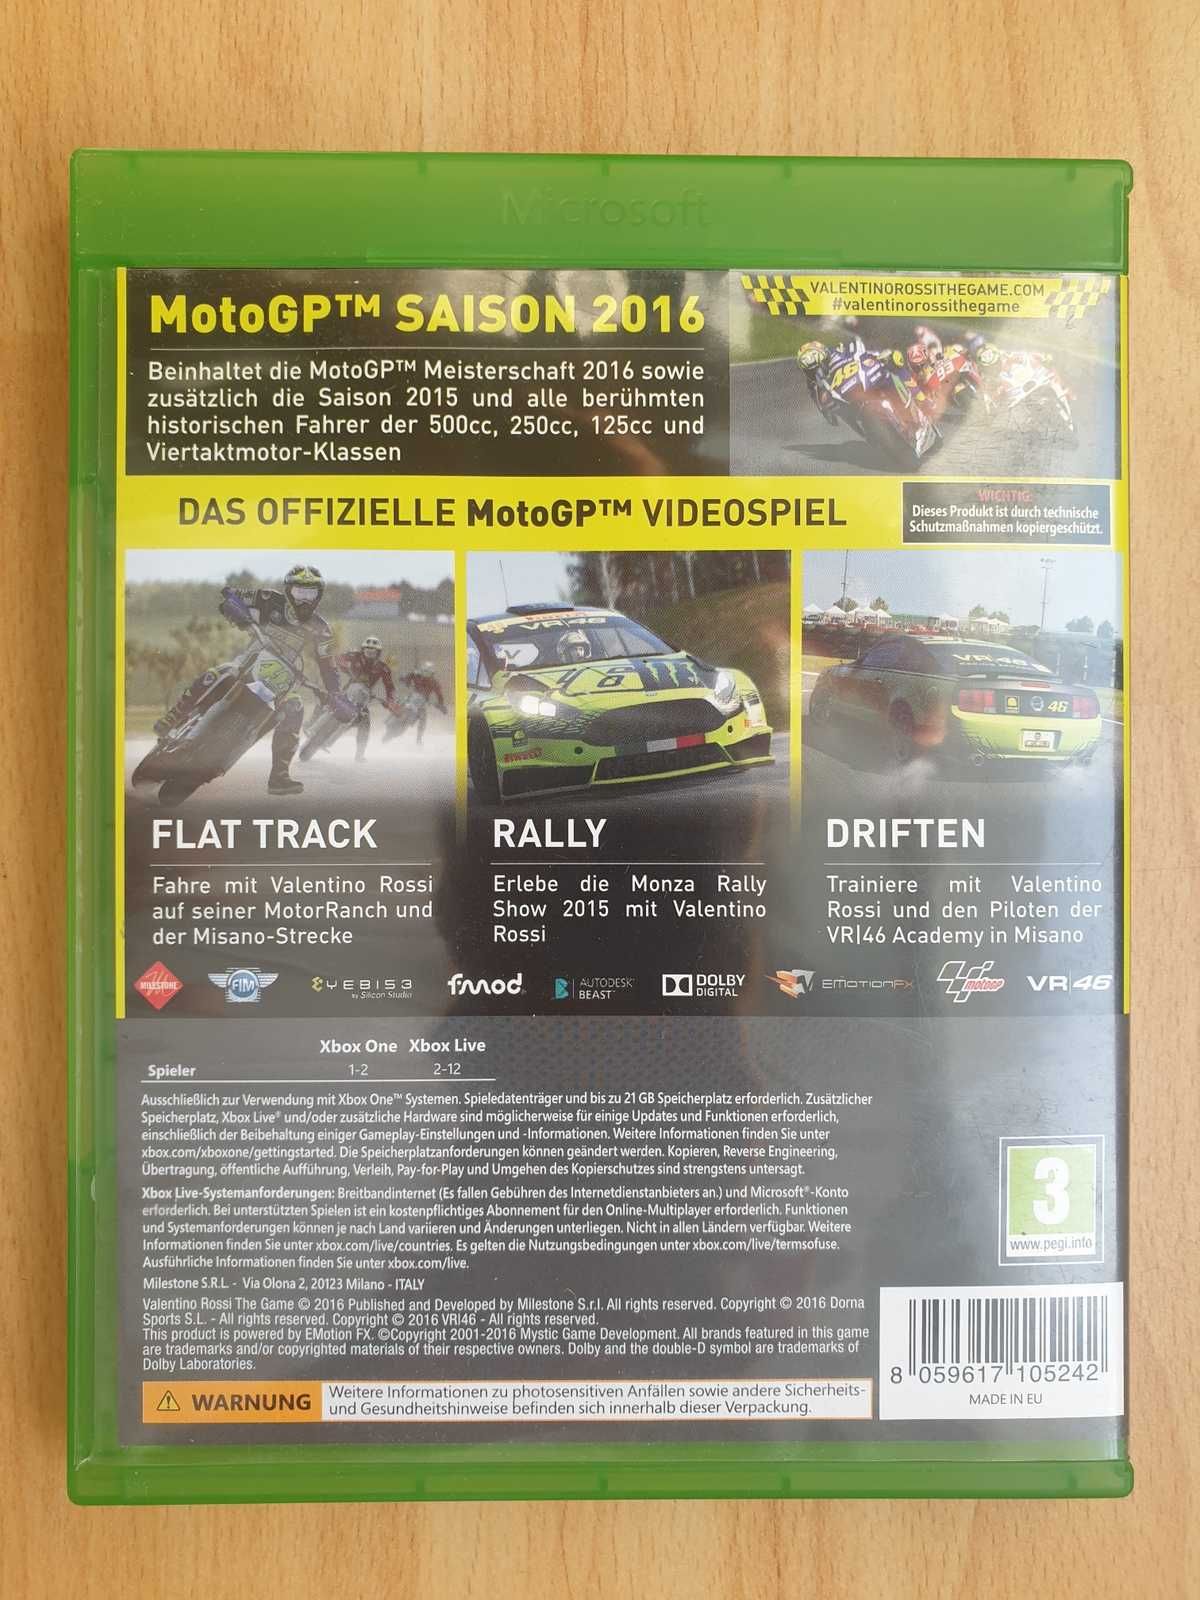 Microsoft
MotoGP™ SAISON 2016
Beinhaltet die MotoGP™ Meisterschaft 2016 sowie
zusätzlich die Saison 2015 und alle berühmten
historischen Fahrer der 500cc, 250cc, 125cc und
Viertaktmotor-Klassen
VALENTINOROSSITHEGAME.COM
#valentinorossithegame
46
93
DAS OFFIZIELLE MotoGP™ VIDEOSPIEL
WICHTIG:
Dieses Produkt ist durch technische
Schutzmaßnahmen kopiergeschützt.
VR|46
46
PIRELLI
VR|46
46
FLAT TRACK
Fahre mit Valentino Rossi
auf seiner MotorRanch und
der Misano-Strecke
RALLY
Erlebe die Monza Rally
Show 2015 mit Valentino
Rossi
DRIFTEN
Trainiere mit Valentino
Rossi und den Piloten der
VR|46 Academy in Misano
MILESTONE
FIM
YEBIS3
by Silicon Studio
fmod
AUTODESK®
BEAST™
DOLBY
DIGITAL
EMotionFX
motoGP
VR|46
Xbox One Xbox Live
Spieler 1-2 2-12
Ausschließlich zur Verwendung mit Xbox One™ Systemen. Spieledatenträger und bis zu 21 GB Speicherplatz erforderlich. Zusätzlicher
Speicherplatz, Xbox Live® und/oder zusätzliche Hardware sind möglicherweise für einige Updates und Funktionen erforderlich,
einschließlich der Beibehaltung einiger Gameplay-Einstellungen und -Informationen. Weitere Informationen finden Sie unter
xbox.com/xboxone/gettingstarted. Die Speicherplatzanforderungen können geändert werden. Kopieren, Reverse Engineering,
Übertragung, öffentliche Aufführung, Verleih, Pay-for-Play und Umgehen des Kopierschutzes sind strengstens untersagt.
Xbox Live-Systemanforderungen: Breitbandinternet (Es fallen Gebühren des Internetdienstanbieters an.) und Microsoft®-Konto
erforderlich. Bei unterstützten Spielen ist ein kostenpflichtiges Abonnement für den Online-Multiplayer erforderlich. Funktionen
und Systemanforderungen können je nach Land variieren und Änderungen unterliegen. Nicht in allen Ländern verfügbar. Weitere
Informationen finden Sie unter xbox.com/live/countries. Es gelten die Nutzungsbedingungen unter xbox.com/live/termsofuse.
Ausführliche Informationen finden Sie unter xbox.com/live.
Milestone S.R.L. - Via Olona 2, 20123 Milano - ITALY
Valentino Rossi The Game © 2016 Published and Developed by Milestone S.r.l. All rights reserved. Copyright © 2016 Dorna
Sports S.L. - All rights reserved. Copyright © 2016 VR|46 - All rights reserved.
This product is powered by EMotion FX. ©Copyright 2001-2016 Mystic Game Development. All brands featured in this game
are trademarks and/or copyrighted materials of their respective owners. Dolby and the double-D symbol are trademarks of
Dolby Laboratories.
3
www.pegi.info
8 059617 105242
MADE IN EU
WARNUNG
Weitere Informationen zu photosensitiven Anfällen sowie andere Sicherheits-
und Gesundheitshinweise befinden sich innerhalb dieser Verpackung.